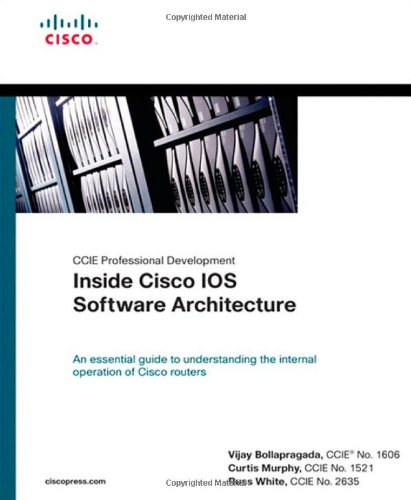 Copyrighted Material
CISCO
CCIE Professional Development
Inside Cisco IOS
Software Architecture
An essential guide to understanding the internal
operation of Cisco routers
Vijay Bollapragada, CCIE® No. 1606
Curtis Murphy, CCIE No. 1521
Russ White, CCIE No. 2635
ciscopress.com
Copyrighted Material